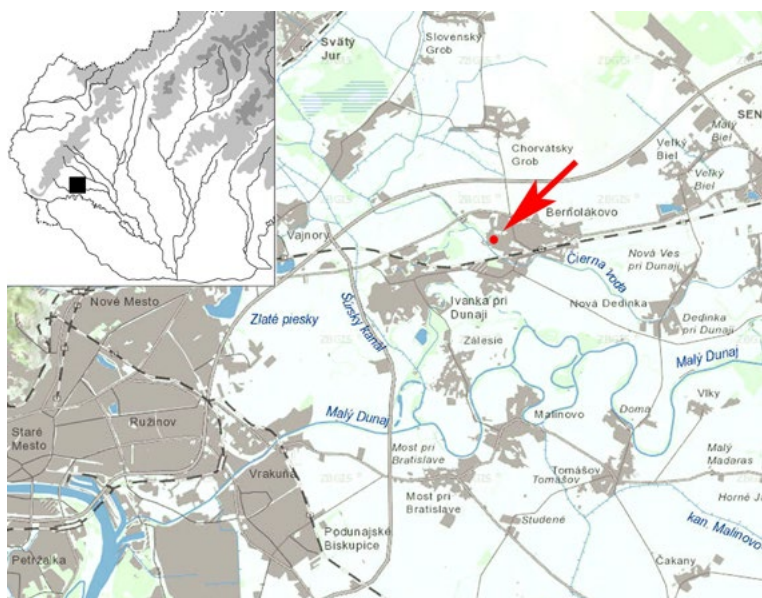 Svätý
Jur
Slovenský
Grob
ZBGIS
SEN
Malý
Biel
Veľký
Biel
Veľký
Biel
Chorvátsky
Grob
Bernolákovo
Vajnory
Čierna voda
Nová Ves
pri Dunaji
Nové Mesto
Ivanka pri
Dunaji
Nová Dedinka
Zlaté piesky
Šúrsky kanál
Dedinka
pri Dunaji
Zálesie
Malý Dunaj
Vlky
Ružinov
Malý Dunaj
Malinovo
Doma
Staré
Mesto
Most pri
Bratislave
Malý
Madaras
Vrakuňa
Tomášov
Tomášov
Most pri
Bratislave
Horné Ja
Studené
Podunajské
Biskupice
kan. Malinovo
Petržalka
Čakany